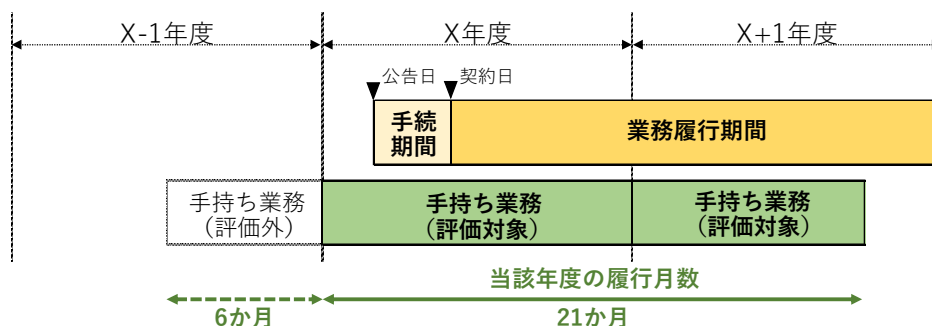 X-1年度
X年度
X+1年度
公告日
契約日
手続
期間
業務履行期間
手持ち業務
（評価外）
手持ち業務
（評価対象）
手持ち業務
（評価対象）
当該年度の履行月数
6か月
21か月